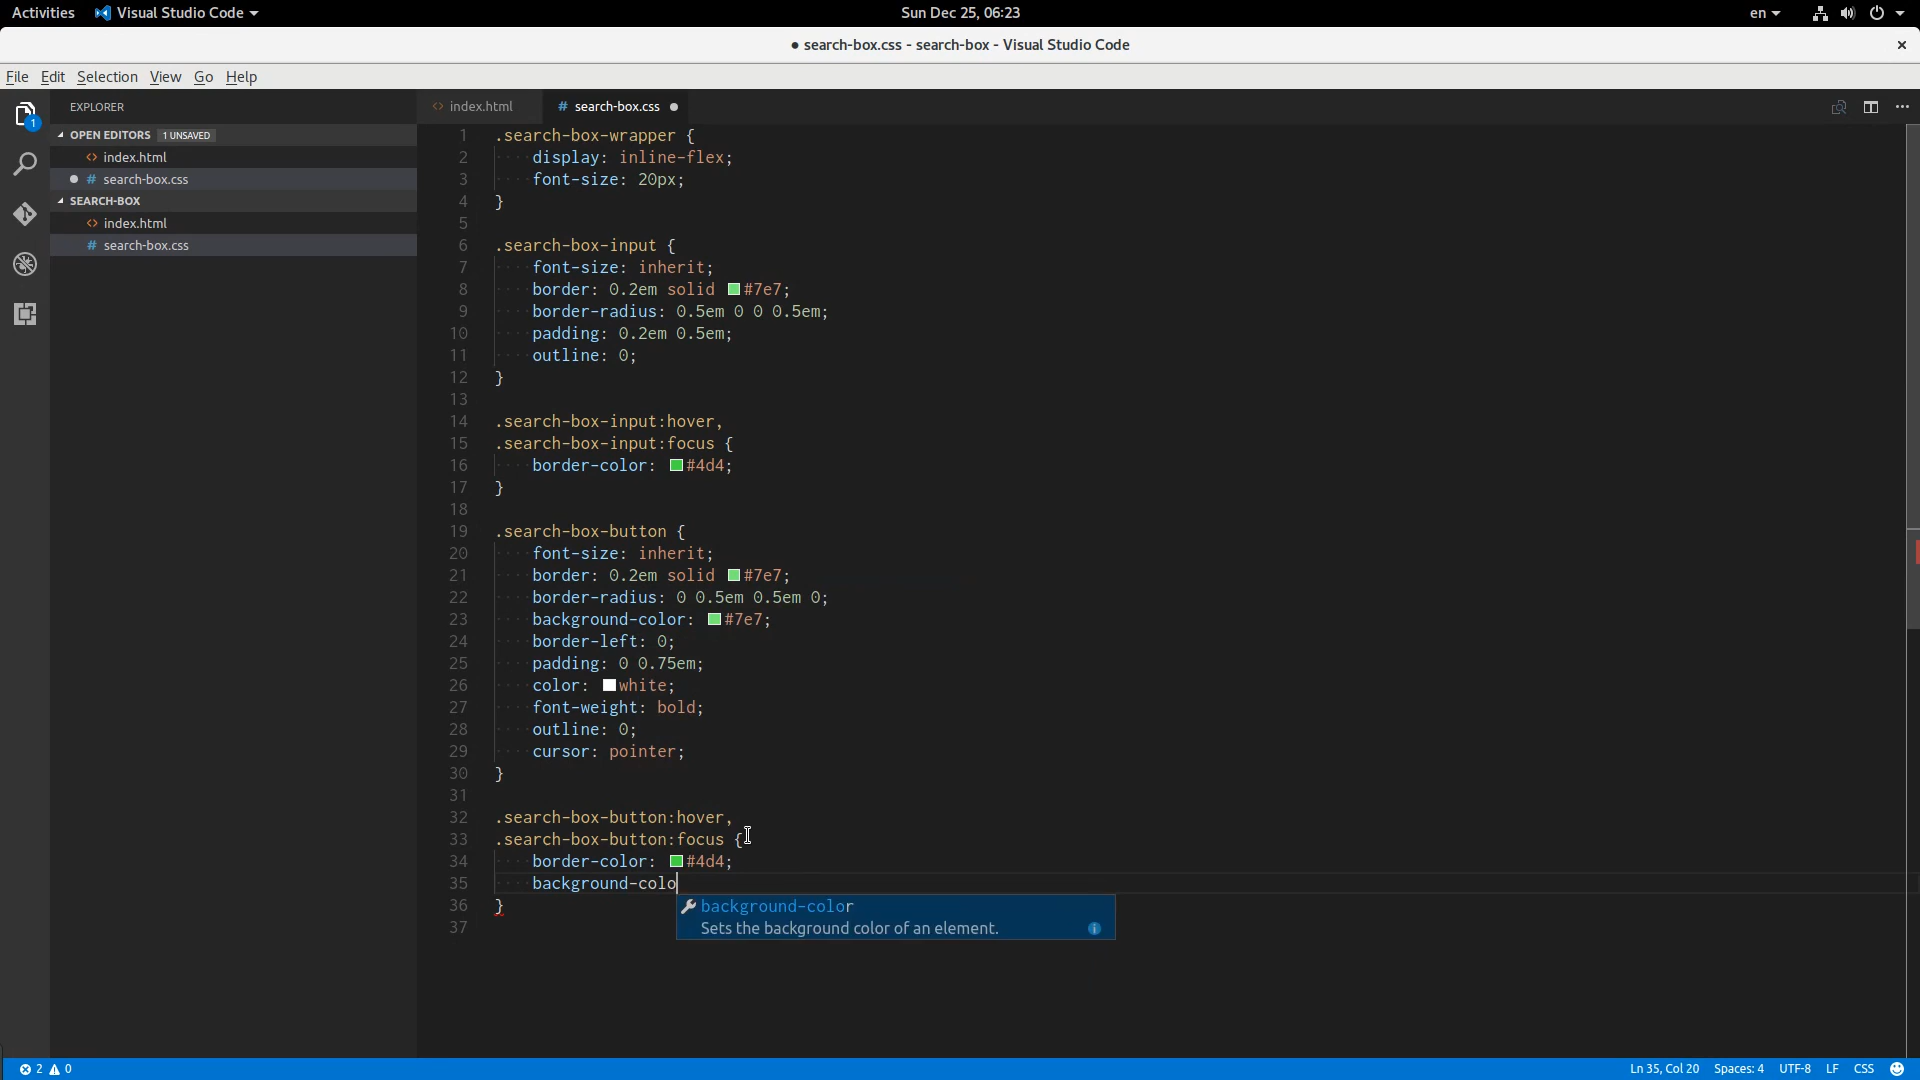 Activities Visual Studio Code Sun Dec 25, 06:23 en
● search-box.css - search-box - Visual Studio Code ×
File Edit Selection View Go Help
EXPLORER
OPEN EDITORS 1 UNSAVED
<> index.html
● # search-box.css
SEARCH-BOX
<> index.html
# search-box.css
1
<> index.html # search-box.css ● ···
1 .search-box-wrapper {
2 ····display: inline-flex;
3 ····font-size: 20px;
4 }
5
6 .search-box-input {
7 ····font-size: inherit;
8 ····border: 0.2em solid #7e7;
9 ····border-radius: 0.5em 0 0 0.5em;
10 ····padding: 0.2em 0.5em;
11 ····outline: 0;
12 }
13
14 .search-box-input:hover,
15 .search-box-input:focus {
16 ····border-color: #4d4;
17 }
18
19 .search-box-button {
20 ····font-size: inherit;
21 ····border: 0.2em solid #7e7;
22 ····border-radius: 0 0.5em 0.5em 0;
23 ····background-color: #7e7;
24 ····border-left: 0;
25 ····padding: 0 0.75em;
26 ····color: white;
27 ····font-weight: bold;
28 ····outline: 0;
29 ····cursor: pointer;
30 }
31
32 .search-box-button:hover,
33 .search-box-button:focus {
34 ····border-color: #4d4;
35 ····background-colo
36 }
37
background-color
Sets the background color of an element.
2 0 Ln 35, Col 20 Spaces: 4 UTF-8 LF CSS